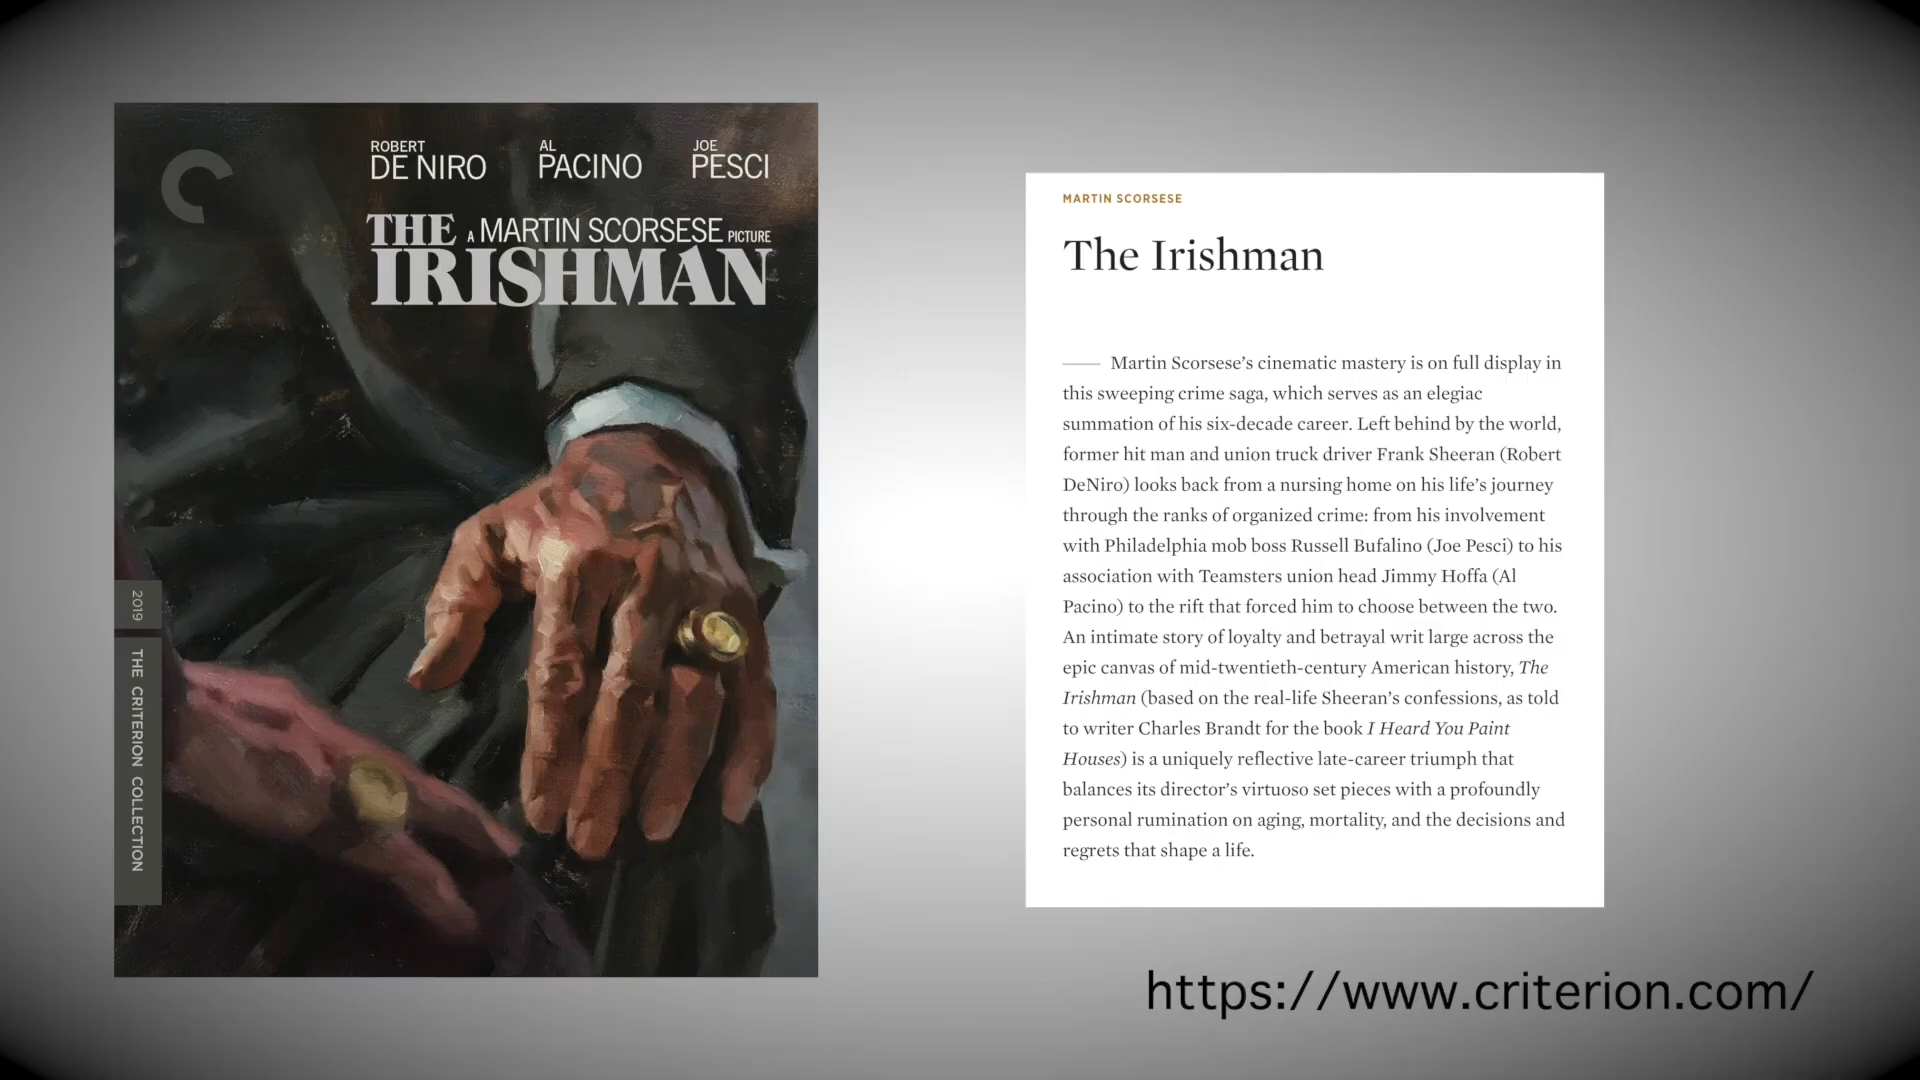 ROBERT AL JOE
DE NIRO PACINO PESCI
THE A MARTIN SCORSESE PICTURE
IRISHMAN
2019
THE CRITERION COLLECTION
MARTIN SCORSESE
The Irishman
Martin Scorsese’s cinematic mastery is on full display in
this sweeping crime saga, which serves as an elegiac
summation of his six-decade career. Left behind by the world,
former hit man and union truck driver Frank Sheeran (Robert
DeNiro) looks back from a nursing home on his life’s journey
through the ranks of organized crime: from his involvement
with Philadelphia mob boss Russell Bufalino (Joe Pesci) to his
association with Teamsters union head Jimmy Hoffa (Al
Pacino) to the rift that forced him to choose between the two.
An intimate story of loyalty and betrayal writ large across the
epic canvas of mid-twentieth-century American history, The
Irishman (based on the real-life Sheeran’s confessions, as told
to writer Charles Brandt for the book I Heard You Paint
Houses) is a uniquely reflective late-career triumph that
balances its director’s virtuoso set pieces with a profoundly
personal rumination on aging, mortality, and the decisions and
regrets that shape a life.
https://www.criterion.com/